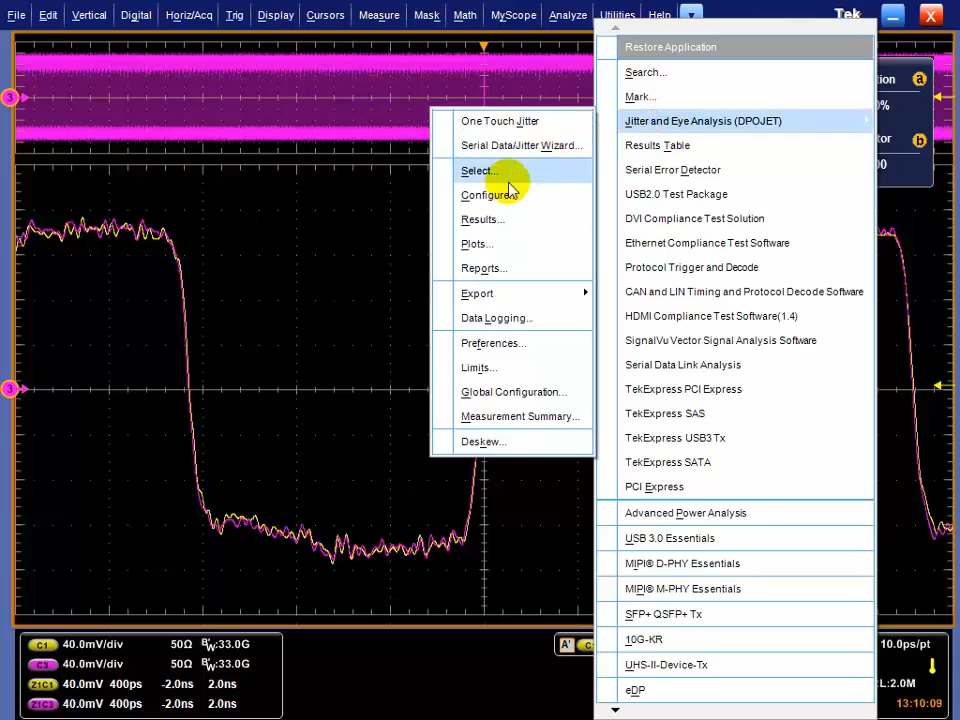 File Edit Vertical Digital Horiz/Acq Trig Display Cursors Measure Mask Math MyScope Analyze Utilities Help Tek X
Restore Application
Search...
Mark...
Jitter and Eye Analysis (DPOJET)
Results Table
Serial Error Detector
USB2.0 Test Package
DVI Compliance Test Solution
Ethernet Compliance Test Software
Protocol Trigger and Decode
CAN and LIN Timing and Protocol Decode Software
HDMI Compliance Test Software(1.4)
SignalVu Vector Signal Analysis Software
Serial Data Link Analysis
TekExpress PCI Express
TekExpress SAS
TekExpress USB3 Tx
TekExpress SATA
PCI Express
Advanced Power Analysis
USB 3.0 Essentials
MIPI® D-PHY Essentials
MIPI® M-PHY Essentials
SFP+ QSFP+ Tx
10G-KR
UHS-II-Device-Tx
eDP
One Touch Jitter
Serial Data/Jitter Wizard...
Select...
Configure...
Results...
Plots...
Reports...
Export
Data Logging...
Preferences...
Limits...
Global Configuration...
Measurement Summary...
Deskew...
tion a
0%
tor b
00
3
3
C1 40.0mV/div 50Ω BW:33.0G
C3 40.0mV/div 50Ω BW:33.0G
Z1C1 40.0mV 400ps -2.0ns 2.0ns
Z1C3 40.0mV 400ps -2.0ns 2.0ns
A' C1
10.0ps/pt
RL:2.0M
13:10:09